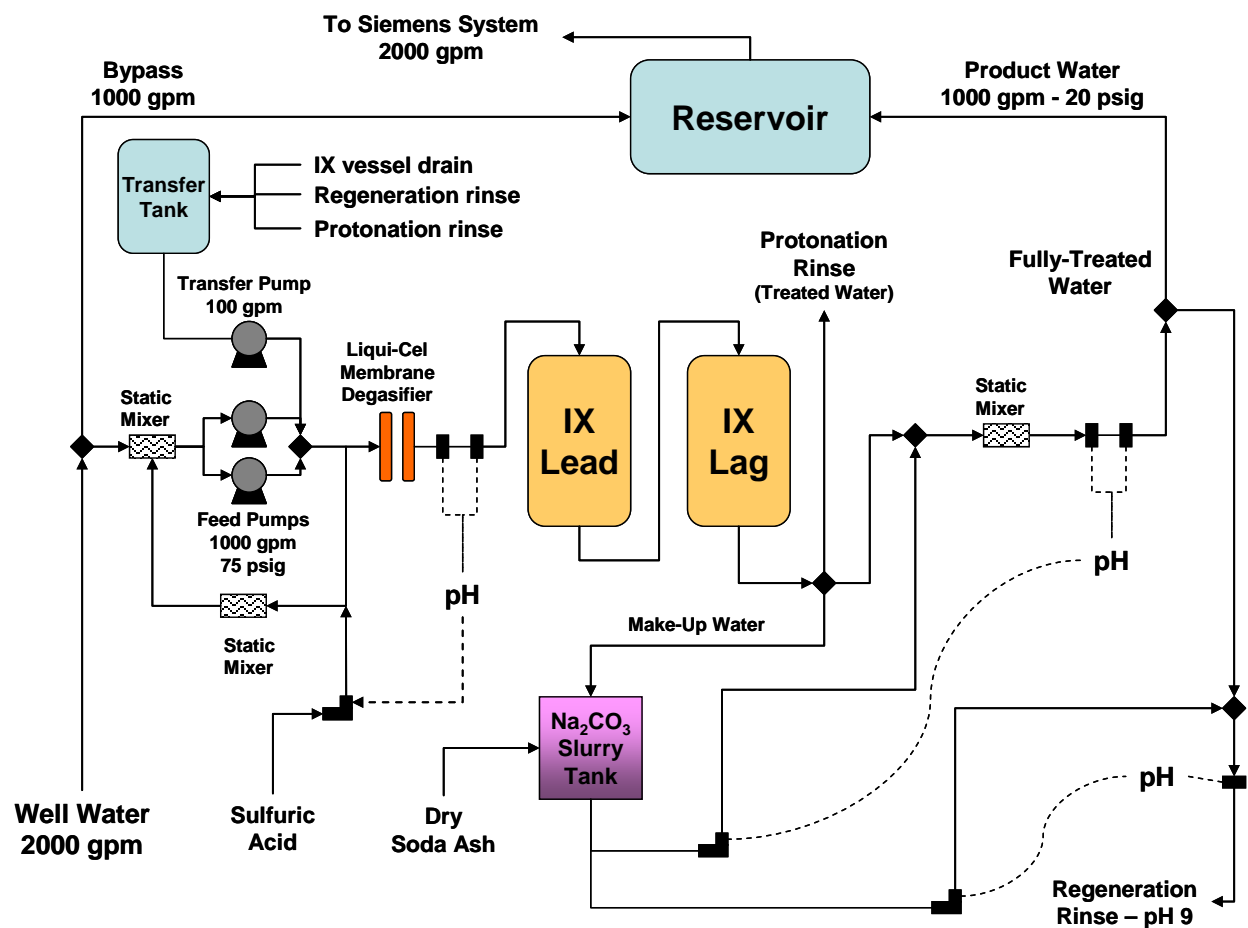 To Siemens System
2000 gpm
Bypass
1000 gpm
Reservoir
Product Water
1000 gpm - 20 psig
Transfer
Tank
IX vessel drain
Regeneration rinse
Protonation rinse
Protonation
Rinse
(Treated Water)
Fully-Treated
Water
Transfer Pump
100 gpm
Liqui-Cel
Membrane
Degasifier
Static
Mixer
IX
Lead
IX
Lag
Static
Mixer
Feed Pumps
1000 gpm
75 psig
pH
pH
Static
Mixer
Make-Up Water
Na₂CO₃
Slurry
Tank
pH
Well Water
2000 gpm
Sulfuric
Acid
Dry
Soda Ash
Regeneration
Rinse – pH 9